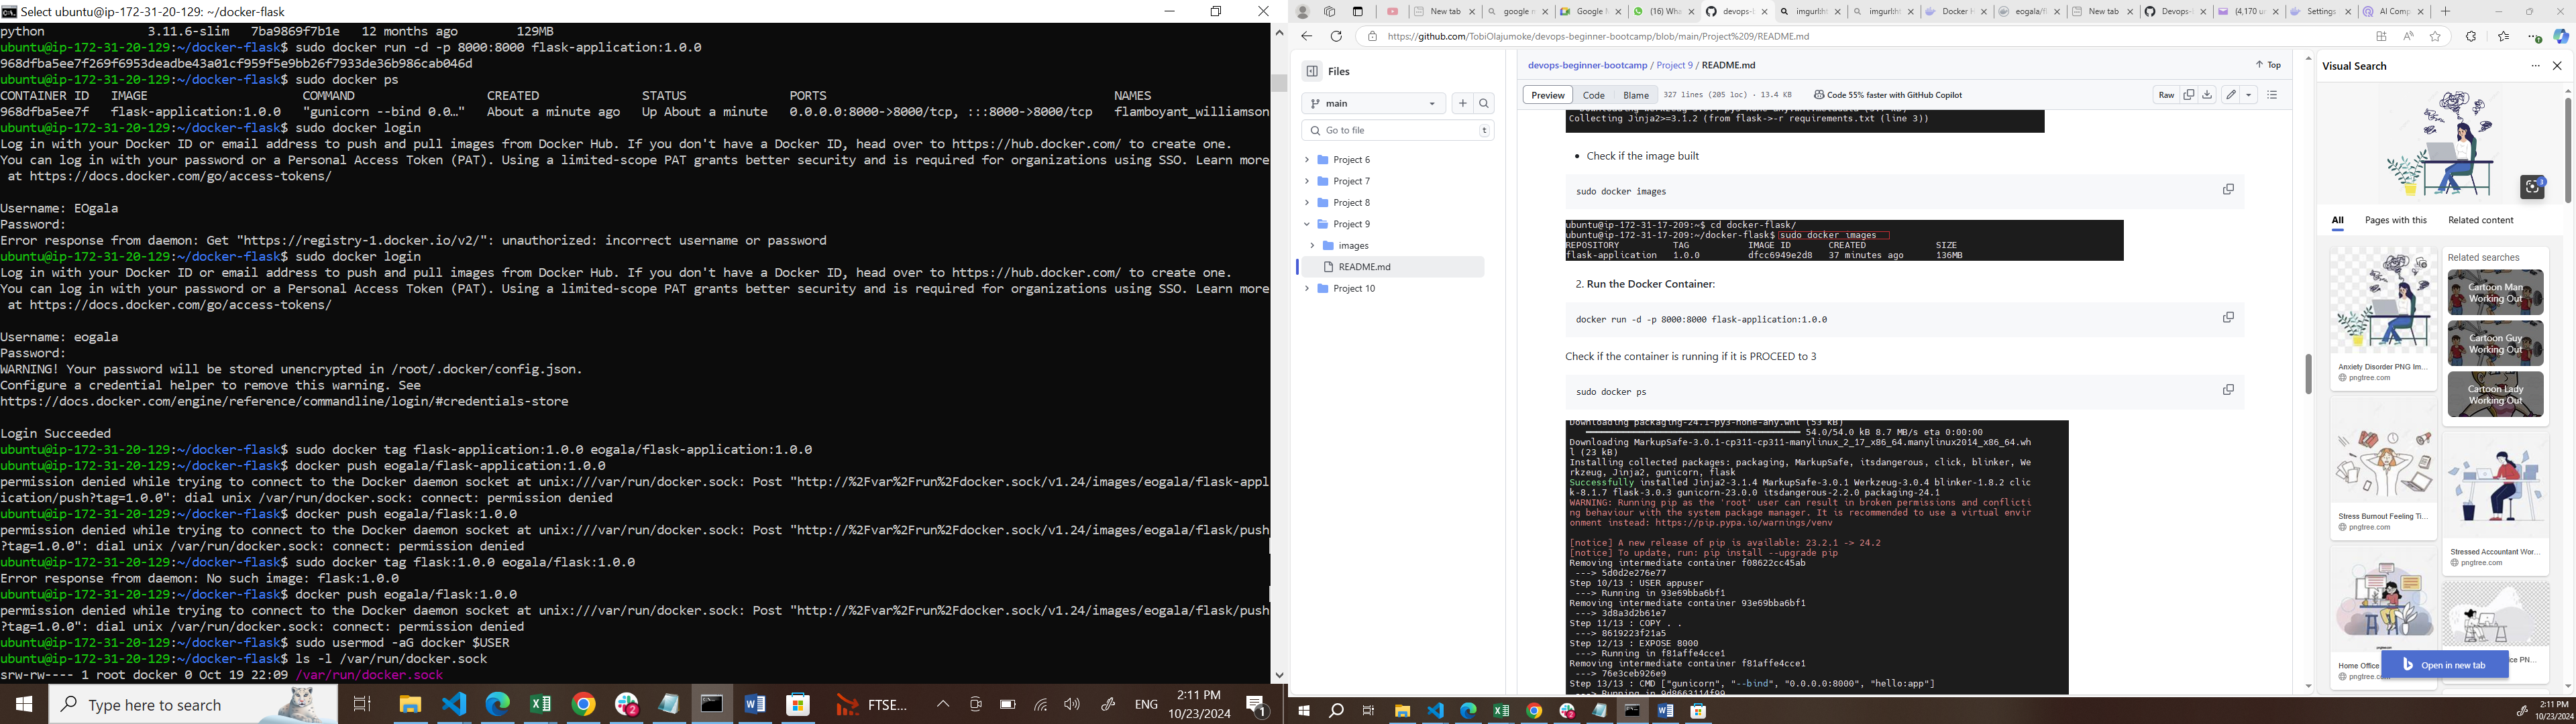 Select ubuntu@ip-172-31-20-129: ~/docker-flask
python 3.11.6-slim 7ba9869f7b1e 12 months ago 129MB
ubuntu@ip-172-31-20-129:~/docker-flask$ sudo docker run -d -p 8000:8000 flask-application:1.0.0
968dfba5ee7f269f6953deadbe43a01cf959f5e9bb26f7933de36b986cab046d
ubuntu@ip-172-31-20-129:~/docker-flask$ sudo docker ps
CONTAINER ID IMAGE COMMAND CREATED STATUS PORTS NAMES
968dfba5ee7f flask-application:1.0.0 "gunicorn --bind 0.0…" About a minute ago Up About a minute 0.0.0.0:8000->8000/tcp, :::8000->8000/tcp flamboyant_williamson
ubuntu@ip-172-31-20-129:~/docker-flask$ sudo docker login
Log in with your Docker ID or email address to push and pull images from Docker Hub. If you don't have a Docker ID, head over to https://hub.docker.com/ to create one.
You can log in with your password or a Personal Access Token (PAT). Using a limited-scope PAT grants better security and is required for organizations using SSO. Learn more
at https://docs.docker.com/go/access-tokens/
Username: EOgala
Password:
Error response from daemon: Get "https://registry-1.docker.io/v2/": unauthorized: incorrect username or password
ubuntu@ip-172-31-20-129:~/docker-flask$ sudo docker login
Log in with your Docker ID or email address to push and pull images from Docker Hub. If you don't have a Docker ID, head over to https://hub.docker.com/ to create one.
You can log in with your password or a Personal Access Token (PAT). Using a limited-scope PAT grants better security and is required for organizations using SSO. Learn more
at https://docs.docker.com/go/access-tokens/
Username: eogala
Password:
WARNING! Your password will be stored unencrypted in /root/.docker/config.json.
Configure a credential helper to remove this warning. See
https://docs.docker.com/engine/reference/commandline/login/#credentials-store
Login Succeeded
ubuntu@ip-172-31-20-129:~/docker-flask$ sudo docker tag flask-application:1.0.0 eogala/flask-application:1.0.0
ubuntu@ip-172-31-20-129:~/docker-flask$ docker push eogala/flask-application:1.0.0
permission denied while trying to connect to the Docker daemon socket at unix:///var/run/docker.sock: Post "http://%2Fvar%2Frun%2Fdocker.sock/v1.24/images/eogala/flask-appl
ication/push?tag=1.0.0": dial unix /var/run/docker.sock: connect: permission denied
ubuntu@ip-172-31-20-129:~/docker-flask$ docker push eogala/flask:1.0.0
permission denied while trying to connect to the Docker daemon socket at unix:///var/run/docker.sock: Post "http://%2Fvar%2Frun%2Fdocker.sock/v1.24/images/eogala/flask/push
?tag=1.0.0": dial unix /var/run/docker.sock: connect: permission denied
ubuntu@ip-172-31-20-129:~/docker-flask$ sudo docker tag flask:1.0.0 eogala/flask:1.0.0
Error response from daemon: No such image: flask:1.0.0
ubuntu@ip-172-31-20-129:~/docker-flask$ docker push eogala/flask:1.0.0
permission denied while trying to connect to the Docker daemon socket at unix:///var/run/docker.sock: Post "http://%2Fvar%2Frun%2Fdocker.sock/v1.24/images/eogala/flask/push
?tag=1.0.0": dial unix /var/run/docker.sock: connect: permission denied
ubuntu@ip-172-31-20-129:~/docker-flask$ sudo usermod -aG docker $USER
ubuntu@ip-172-31-20-129:~/docker-flask$ ls -l /var/run/docker.sock
srw-rw---- 1 root docker 0 Oct 19 22:09 /var/run/docker.sock
Type here to search
FTSE...
ENG
2:11 PM
10/23/2024
New tab
google m
Google
(16) Wha
devops-
imgurlht
imgurlht
Docker H
eogala/fl
New tab
Devops-
(4,170 u
Settings
AI Comp
https://github.com/TobiOlajumoke/devops-beginner-bootcamp/blob/main/Project%209/README.md
Files
main
Go to file
t
Project 6
Project 7
Project 8
Project 9
images
README.md
Project 10
devops-beginner-bootcamp / Project 9 / README.md
Top
Preview
Code
Blame
327 lines (205 loc) · 13.4 KB
Code 55% faster with GitHub Copilot
Raw
Collecting Jinja2>=3.1.2 (from flask->-r requirements.txt (line 3))
• Check if the image built
sudo docker images
ubuntu@ip-172-31-17-209:~$ cd docker-flask/
ubuntu@ip-172-31-17-209:~/docker-flask$ sudo docker images
REPOSITORY TAG IMAGE ID CREATED SIZE
flask-application 1.0.0 dfcc6949e2d8 37 minutes ago 136MB
2. Run the Docker Container:
docker run -d -p 8000:8000 flask-application:1.0.0
Check if the container is running if it is PROCEED to 3
sudo docker ps
Downloading packaging-24.1-py3-none-any.whl (53 kB)
54.0/54.0 kB 8.7 MB/s eta 0:00:00
Downloading MarkupSafe-3.0.1-cp311-cp311-manylinux_2_17_x86_64.manylinux2014_x86_64.wh
l (23 kB)
Installing collected packages: packaging, MarkupSafe, itsdangerous, click, blinker, We
rkzeug, Jinja2, gunicorn, flask
Successfully installed Jinja2-3.1.4 MarkupSafe-3.0.1 Werkzeug-3.0.4 blinker-1.8.2 clic
k-8.1.7 flask-3.0.3 gunicorn-23.0.0 itsdangerous-2.2.0 packaging-24.1
WARNING: Running pip as the 'root' user can result in broken permissions and conflicti
ng behaviour with the system package manager. It is recommended to use a virtual envir
onment instead: https://pip.pypa.io/warnings/venv
[notice] A new release of pip is available: 23.2.1 -> 24.2
[notice] To update, run: pip install --upgrade pip
Removing intermediate container f08622cc45ab
---> 5d0d2e276e77
Step 10/13 : USER appuser
---> Running in 93e69bba6bf1
Removing intermediate container 93e69bba6bf1
---> 3d8a3d2b61e7
Step 11/13 : COPY . .
---> 8619223f21a5
Step 12/13 : EXPOSE 8000
---> Running in f81affe4cce1
Removing intermediate container f81affe4cce1
---> 76e3ceb926e9
Step 13/13 : CMD ["gunicorn", "--bind", "0.0.0.0:8000", "hello:app"]
---> Running in 9d8663114f99
Visual Search
All
Pages with this
Related content
Anxiety Disorder PNG Im...
pngtree.com
Stress Burnout Feeling Ti...
pngtree.com
Home Office
pngtree.com
Related searches
Cartoon Man
Working Out
Cartoon Guy
Working Out
Cartoon Lady
Working Out
Stressed Accountant Wor...
pngtree.com
Open in new tab
2:11 PM
10/23/2024